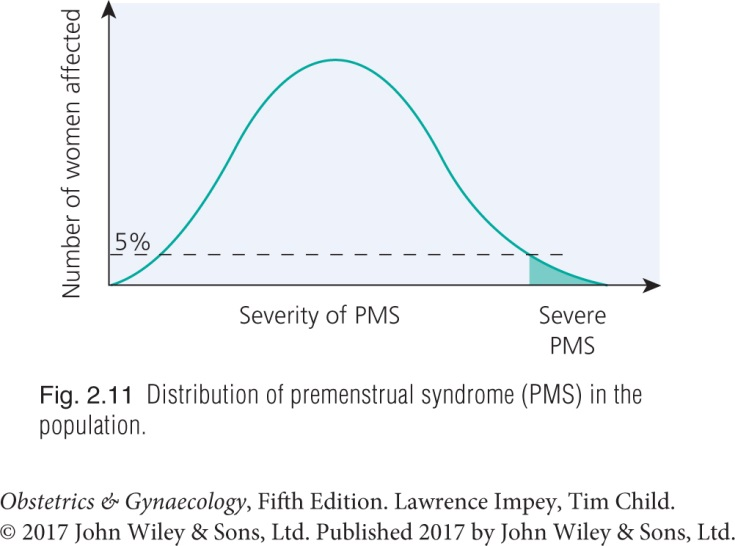 Number of women affected
5%
Severity of PMS
Severe
PMS
Fig. 2.11 Distribution of premenstrual syndrome (PMS) in the
population.
Obstetrics & Gynaecology, Fifth Edition. Lawrence Impey, Tim Child.
© 2017 John Wiley & Sons, Ltd. Published 2017 by John Wiley & Sons, Ltd.